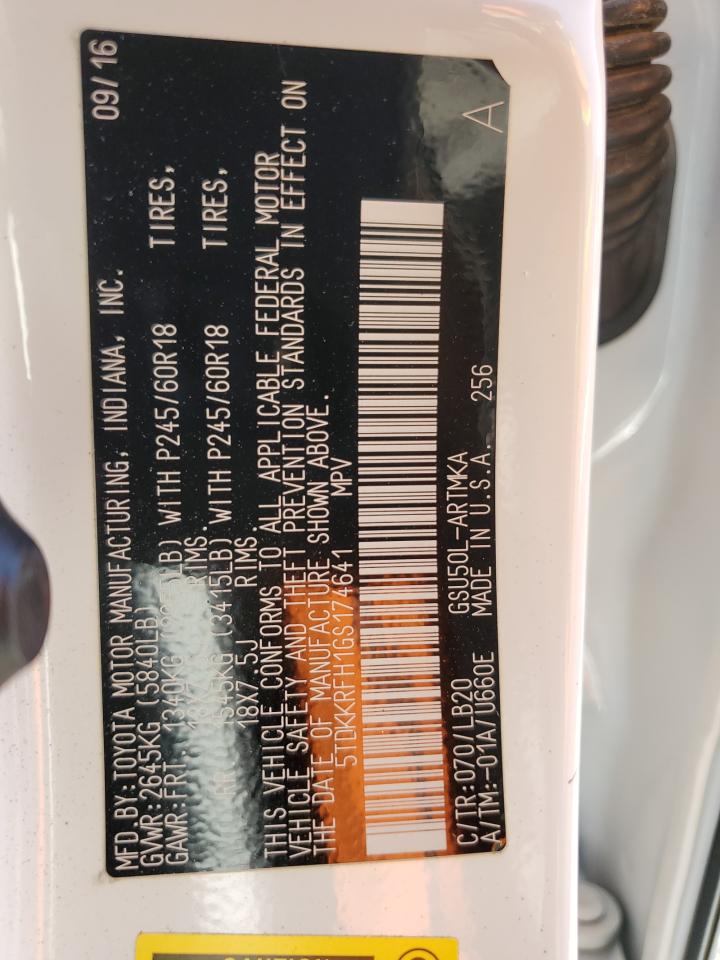 MFD BY:TOYOTA MOTOR MANUFACTURING, INDIANA, INC. 09/16
GVWR:2645KG (5840LB)
GAWR:FRT. 1340KG WITH P245/60R18 TIRES,
RIMS.
RR. 1545KG (3415LB) WITH P245/60R18 TIRES,
18X7.5J RIMS.
THIS VEHICLE CONFORMS TO ALL APPLICABLE FEDERAL MOTOR
VEHICLE SAFETY AND THEFT PREVENTION STANDARDS IN EFFECT ON
THE DATE OF MANUFACTURE SHOWN ABOVE.
5TDKKRFH1GS174641 MPV
C/TR:070/LB20 GSU50L-ARTMKA
A/TM:-01A/U660E MADE IN U.S.A. 256
A
CAUTION